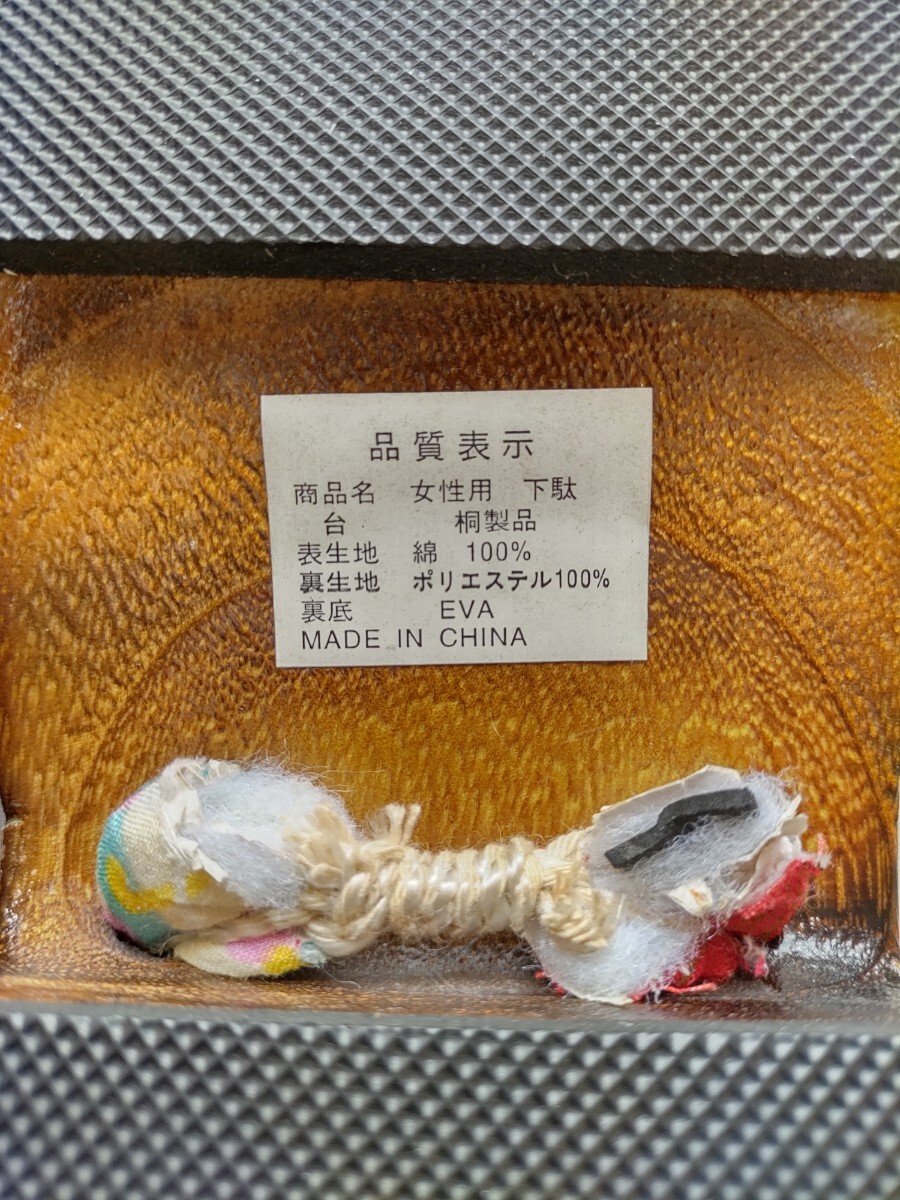 品質表示
商品名 女性用 下駄
台 桐製品
表生地 綿 100%
裏生地 ポリエステル100%
裏底 EVA
MADE IN CHINA